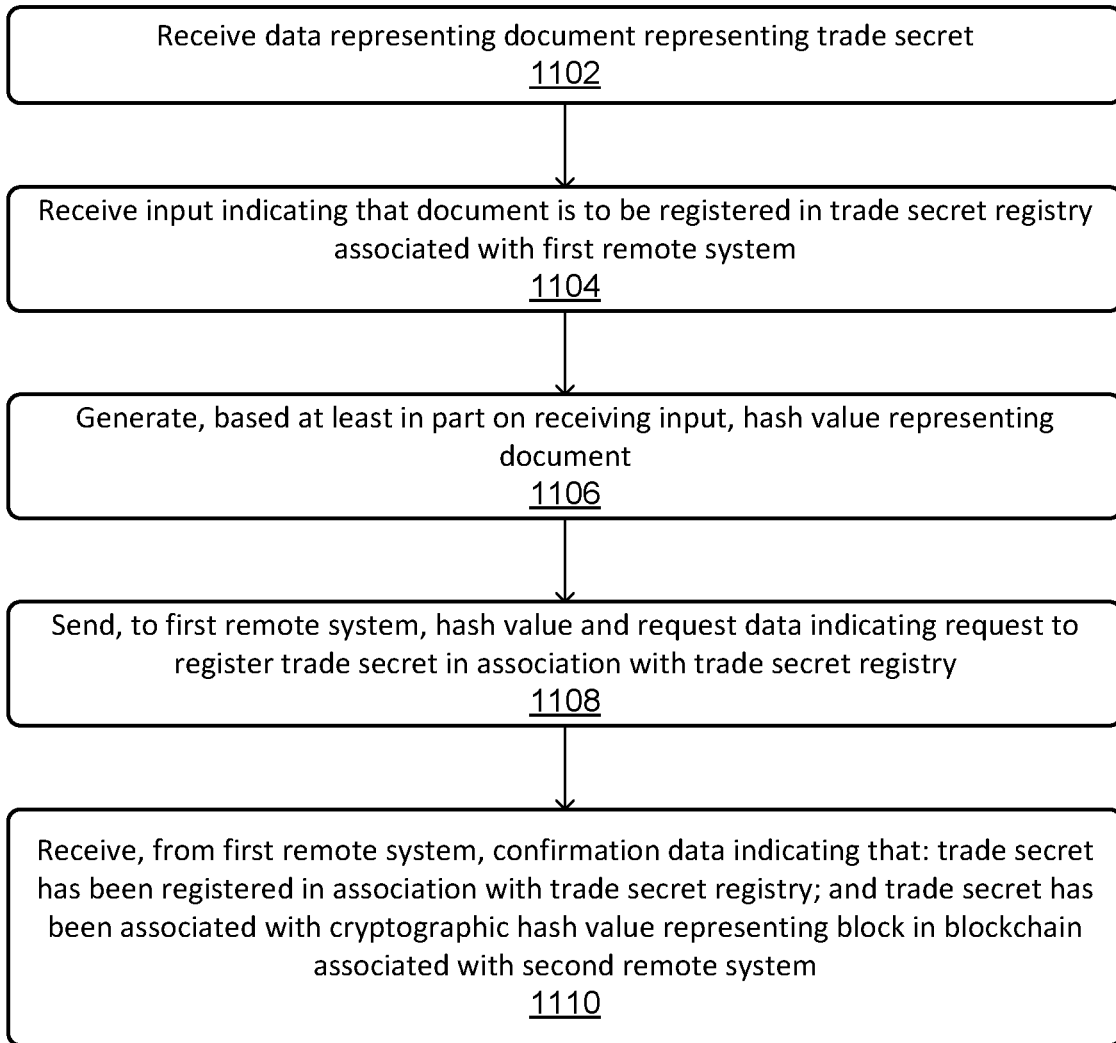 Receive data representing document representing trade secret
1102
Receive input indicating that document is to be registered in trade secret registry
associated with first remote system
1104
Generate, based at least in part on receiving input, hash value representing
document
1106
Send, to first remote system, hash value and request data indicating request to
register trade secret in association with trade secret registry
1108
Receive, from first remote system, confirmation data indicating that: trade secret
has been registered in association with trade secret registry; and trade secret has
been associated with cryptographic hash value representing block in blockchain
associated with second remote system
1110